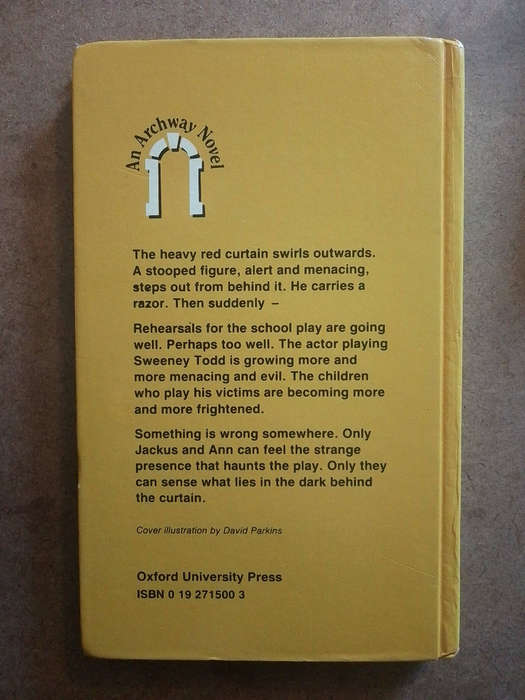 An Archway Novel
The heavy red curtain swirls outwards.
A stooped figure, alert and menacing,
steps out from behind it. He carries a
razor. Then suddenly –
Rehearsals for the school play are going
well. Perhaps too well. The actor playing
Sweeney Todd is growing more and
more menacing and evil. The children
who play his victims are becoming more
and more frightened.
Something is wrong somewhere. Only
Jackus and Ann can feel the strange
presence that haunts the play. Only they
can sense what lies in the dark behind
the curtain.
Cover illustration by David Parkins
Oxford University Press
ISBN 0 19 271500 3